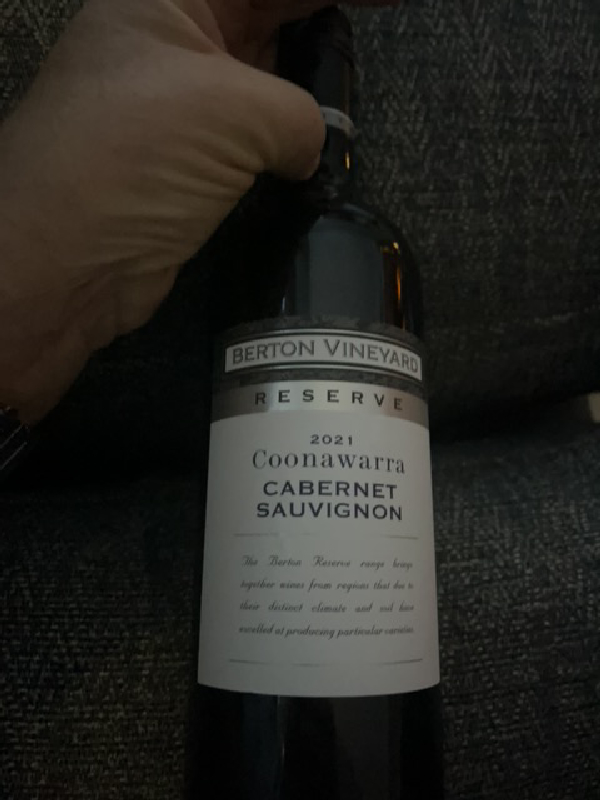 BERTON VINEYARD
RESERVE
2021
Coonawarra
CABERNET
SAUVIGNON
The Berton Reserve range brings
together wines from regions that due to
their distinct climate and soil have
excelled at producing particular varieties